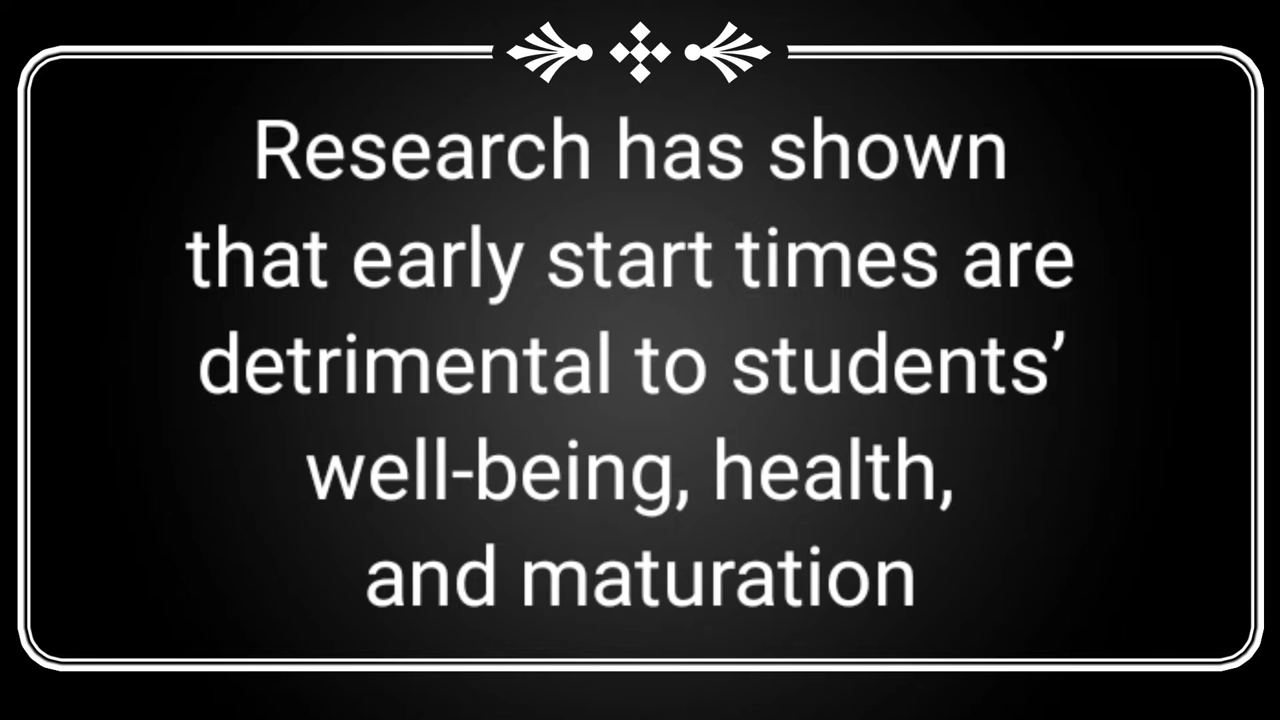 Research has shown
that early start times are
detrimental to students’
well-being, health,
and maturation